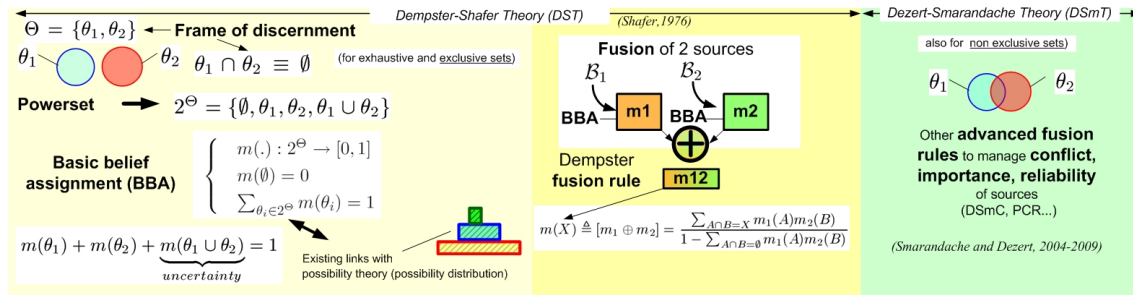 Dempster-Shafer Theory (DST)
(Shafer,1976)
Dezert-Smarandache Theory (DSmT)
Θ = {θ₁, θ₂}
Frame of discernment
θ₁
θ₂
θ₁ ∩ θ₂ ≡ ∅
(for exhaustive and exclusive sets)
Powerset
2^Θ = {∅, θ₁, θ₂, θ₁ ∪ θ₂}
Basic belief
assignment (BBA)
m(.) : 2^Θ → [0, 1]
m(∅) = 0
∑_{θᵢ∈2^Θ} m(θᵢ) = 1
m(θ₁) + m(θ₂) + m(θ₁ ∪ θ₂) = 1
uncertainty
Existing links with
possibility theory (possibility distribution)
Fusion of 2 sources
B₁
B₂
BBA
m1
BBA
m2
Dempster
fusion rule
m12
m(X) ≜ [m₁ ⊕ m₂] = ∑_{A∩B=X} m₁(A)m₂(B) / 1 − ∑_{A∩B=∅} m₁(A)m₂(B)
also for non exclusive sets
θ₁
θ₂
Other advanced fusion
rules to manage conflict,
importance, reliability
of sources
(DSmC, PCR...)
(Smarandache and Dezert, 2004-2009)